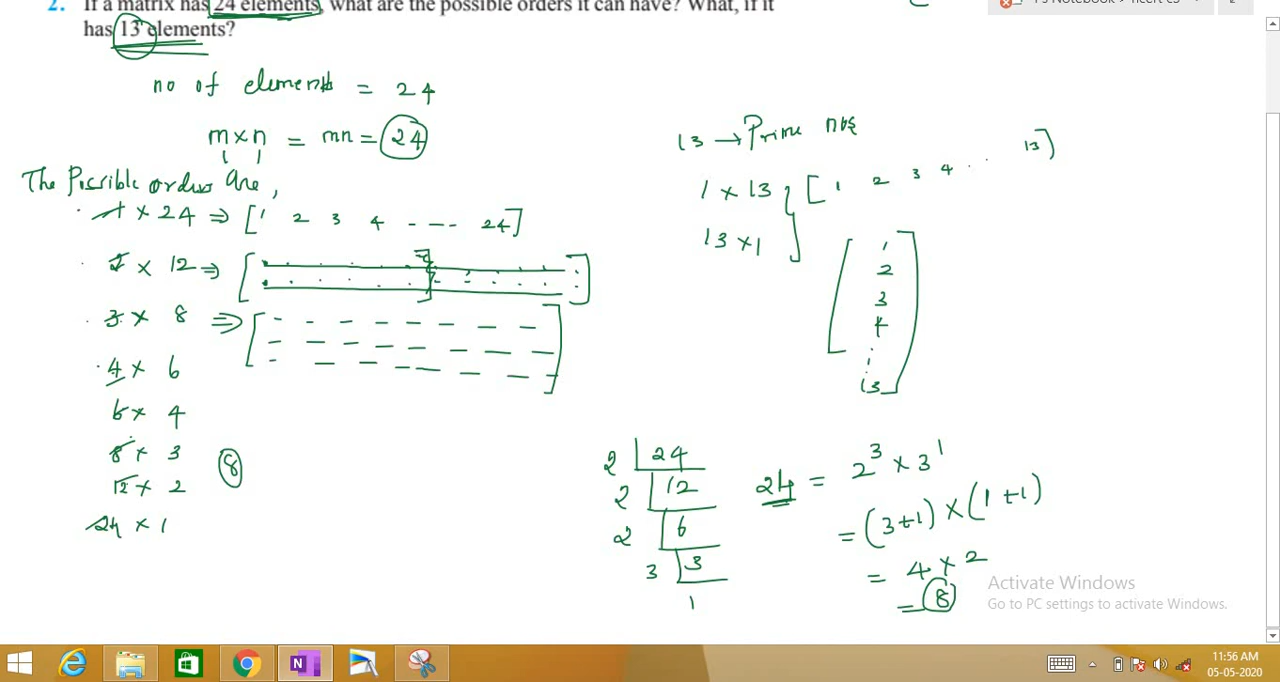 2. If a matrix has 24 elements, what are the possible orders it can have? What, if it
has 13 elements?
no of elements = 24
m×n = mn = 24
The Possible orders are,
1 × 24 ⇒ [1 2 3 4 - - -- 24]
2 × 12 ⇒
3 × 8 ⇒
4 × 6
6 × 4
8 × 3
12 × 2
24 × 1
8
13 → Prime nos
1 × 13 [1 2 3 4 . . . 13]
13 × 1
1
2
3
4
:
13
2 | 24
2 | 12
2 | 6
3 | 3
1
24 = 2³ × 3¹
= (3+1) × (1+1)
= 4 × 2
= 8
Activate Windows
Go to PC settings to activate Windows.
11:56 AM
05-05-2020